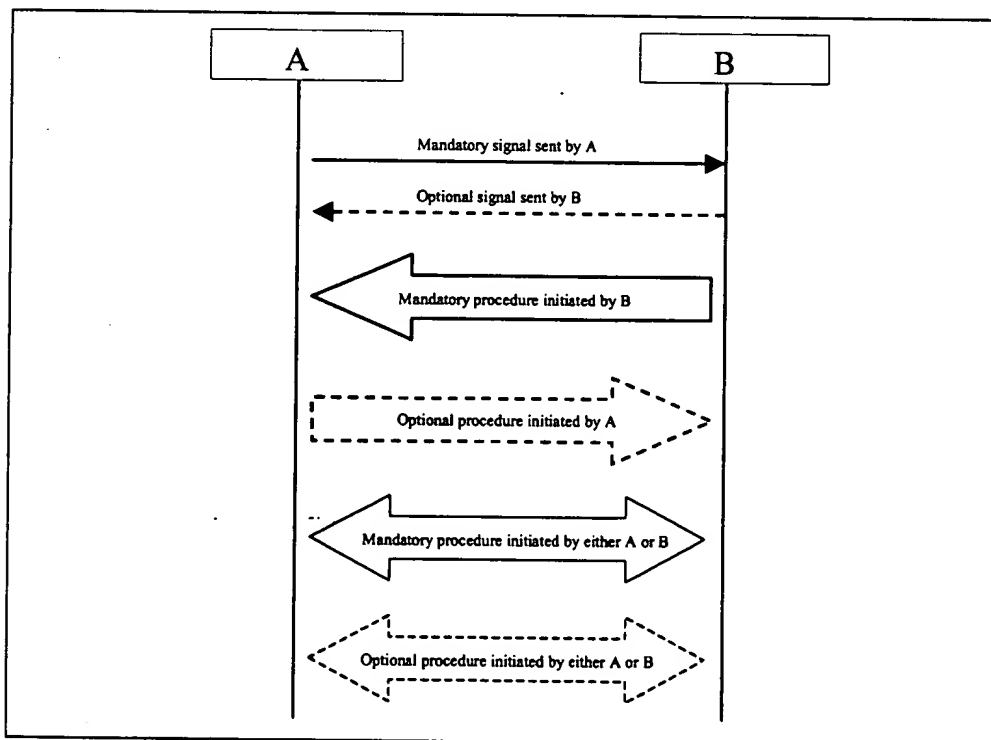 A
B
Mandatory signal sent by A
Optional signal sent by B
Mandatory procedure initiated by B
Optional procedure initiated by A
Mandatory procedure initiated by either A or B
Optional procedure initiated by either A or B